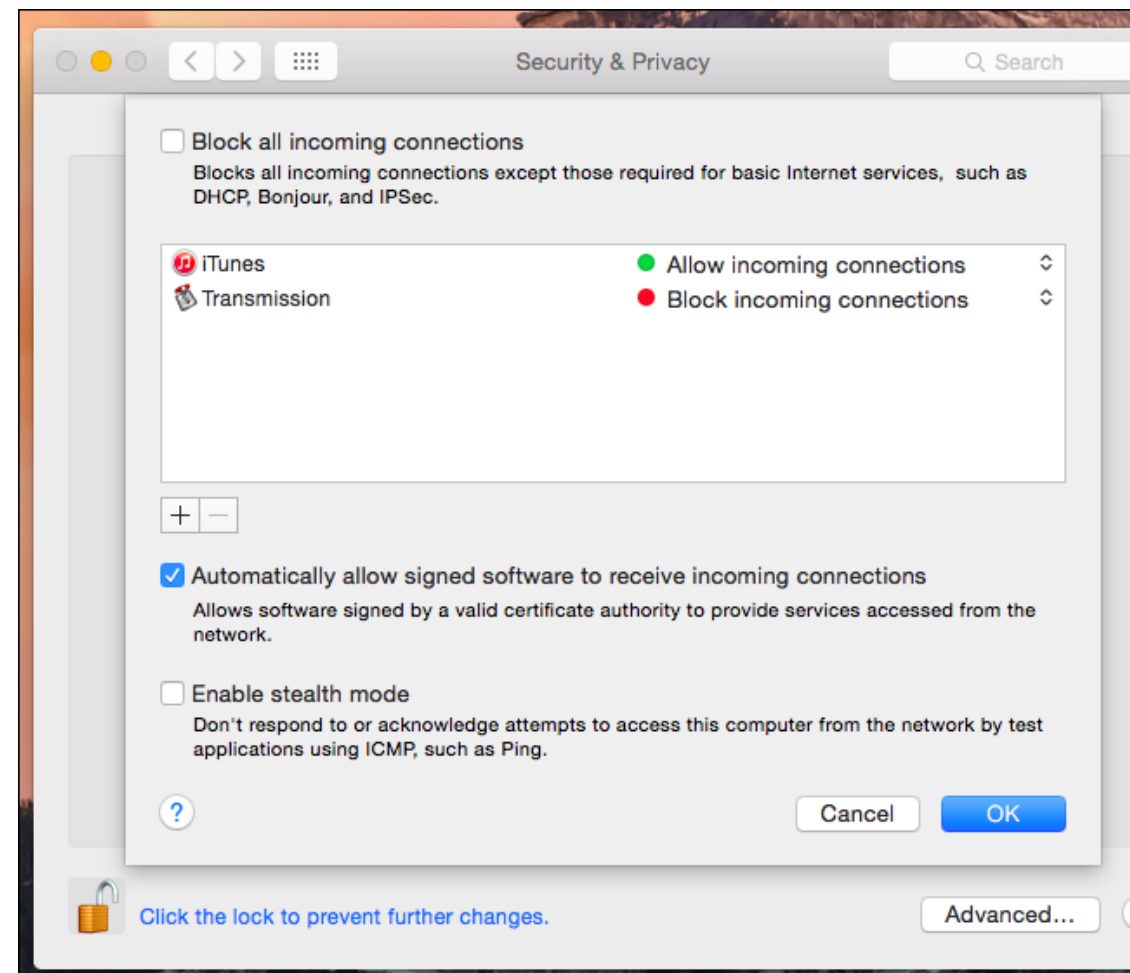 Security & Privacy
Search
Block all incoming connections
Blocks all incoming connections except those required for basic Internet services, such as
DHCP, Bonjour, and IPSec.
iTunes
Allow incoming connections
Transmission
Block incoming connections
Automatically allow signed software to receive incoming connections
Allows software signed by a valid certificate authority to provide services accessed from the
network.
Enable stealth mode
Don't respond to or acknowledge attempts to access this computer from the network by test
applications using ICMP, such as Ping.
?
Cancel
OK
Click the lock to prevent further changes.
Advanced...